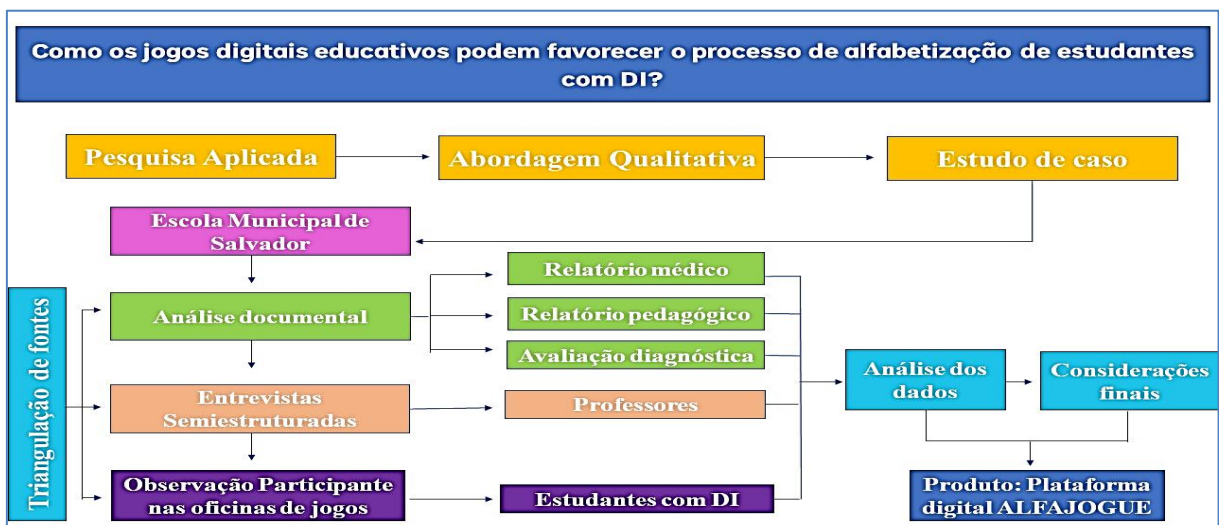 Como os jogos digitais educativos podem favorecer o processo de alfabetização de estudantes
com DI?
Pesquisa Aplicada
Abordagem Qualitativa
Estudo de caso
Escola Municipal de
Salvador
Triangulação de fontes
Análise documental
Relatório médico
Relatório pedagógico
Avaliação diagnóstica
Entrevistas
Semiestruturadas
Professores
Observação Participante
nas oficinas de jogos
Estudantes com DI
Análise dos
dados
Considerações
finais
Produto: Plataforma
digital ALFAJOGUE